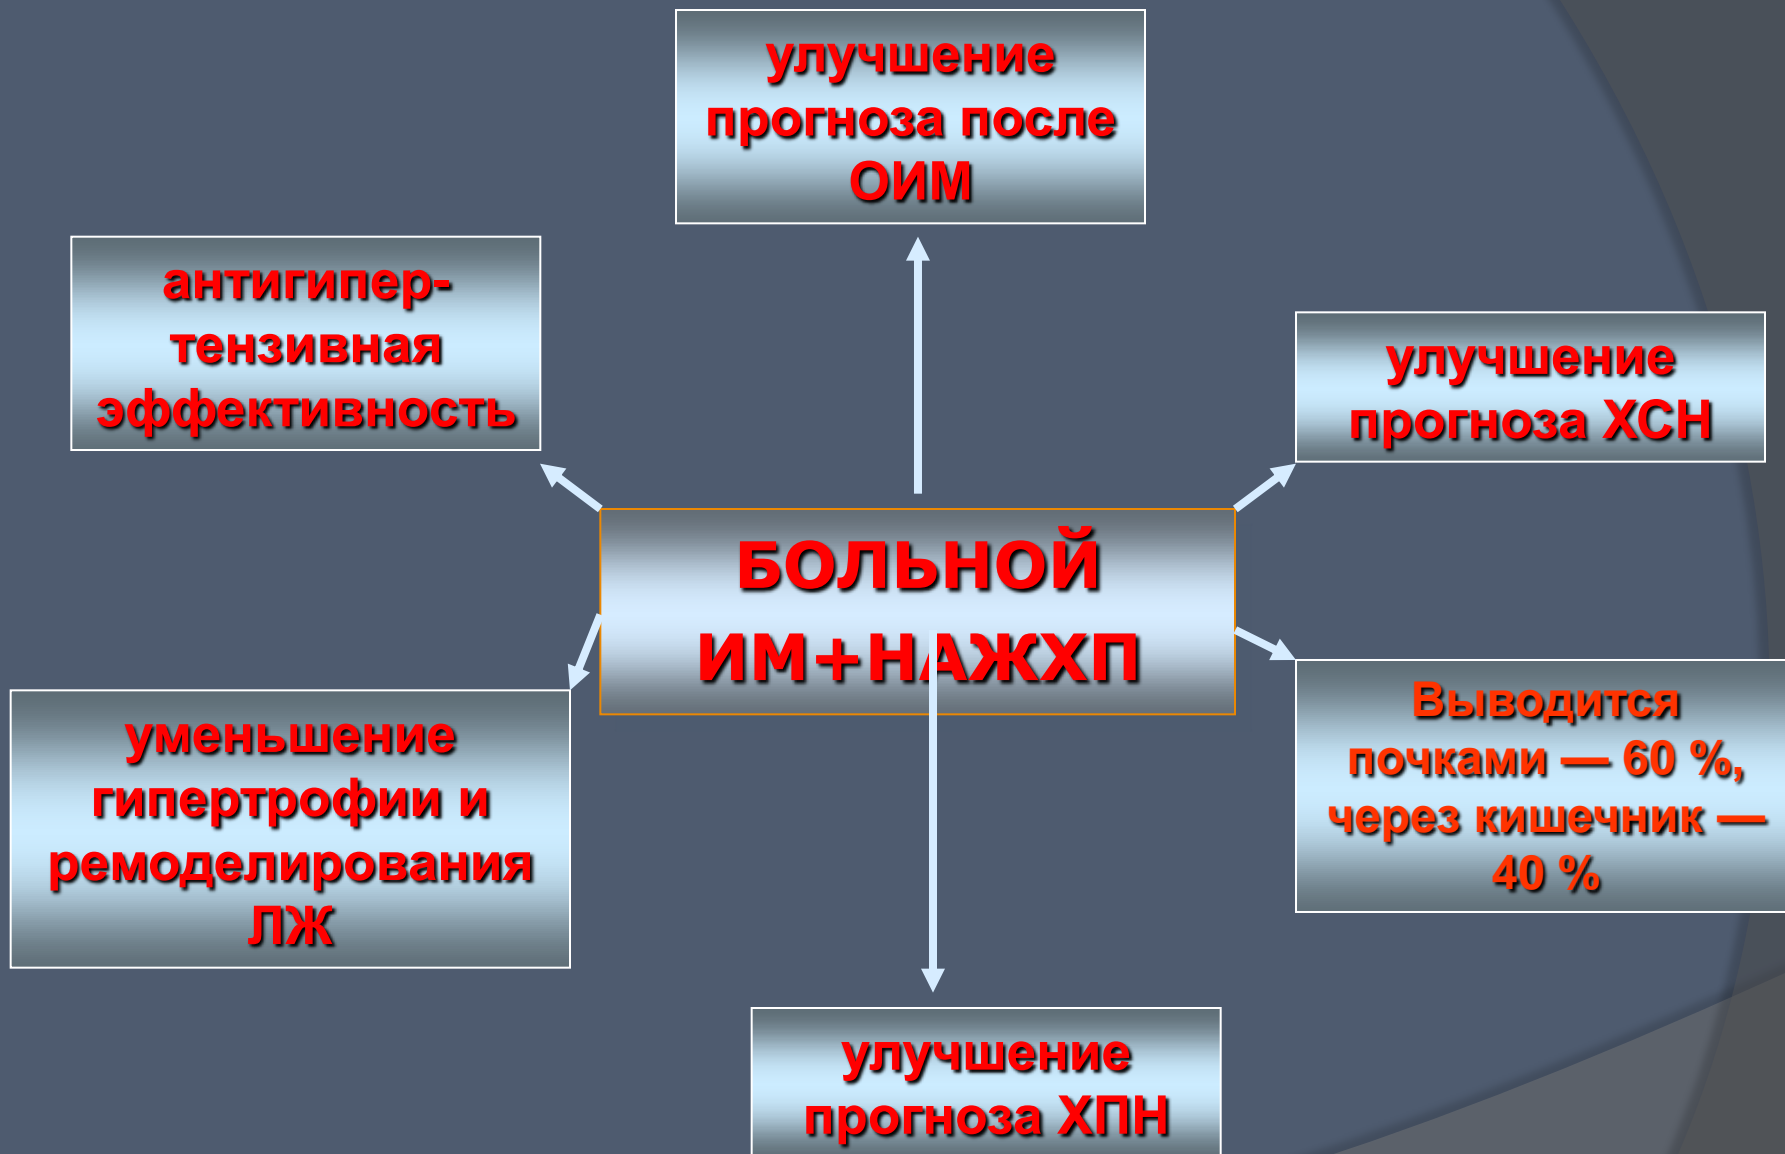 улучшение
прогноза после
ОИМ
антигипер-
тензивная
эффективность
улучшение
прогноза ХСН
БОЛЬНОЙ
ИМ+НАЖХП
уменьшение
гипертрофии и
ремоделирования
ЛЖ
Выводится
почками — 60 %,
через кишечник —
40 %
улучшение
прогноза ХПН